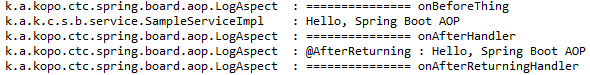 k.a.kopo.ctc.spring.board.aop.LogAspect : =============== onBeforeThing
k.a.k.c.s.b.service.SampleServiceImpl : Hello, Spring Boot AOP
k.a.kopo.ctc.spring.board.aop.LogAspect : =============== onAfterHandler
k.a.kopo.ctc.spring.board.aop.LogAspect : @AfterReturning : Hello, Spring Boot AOP
k.a.kopo.ctc.spring.board.aop.LogAspect : =============== onAfterReturningHandler